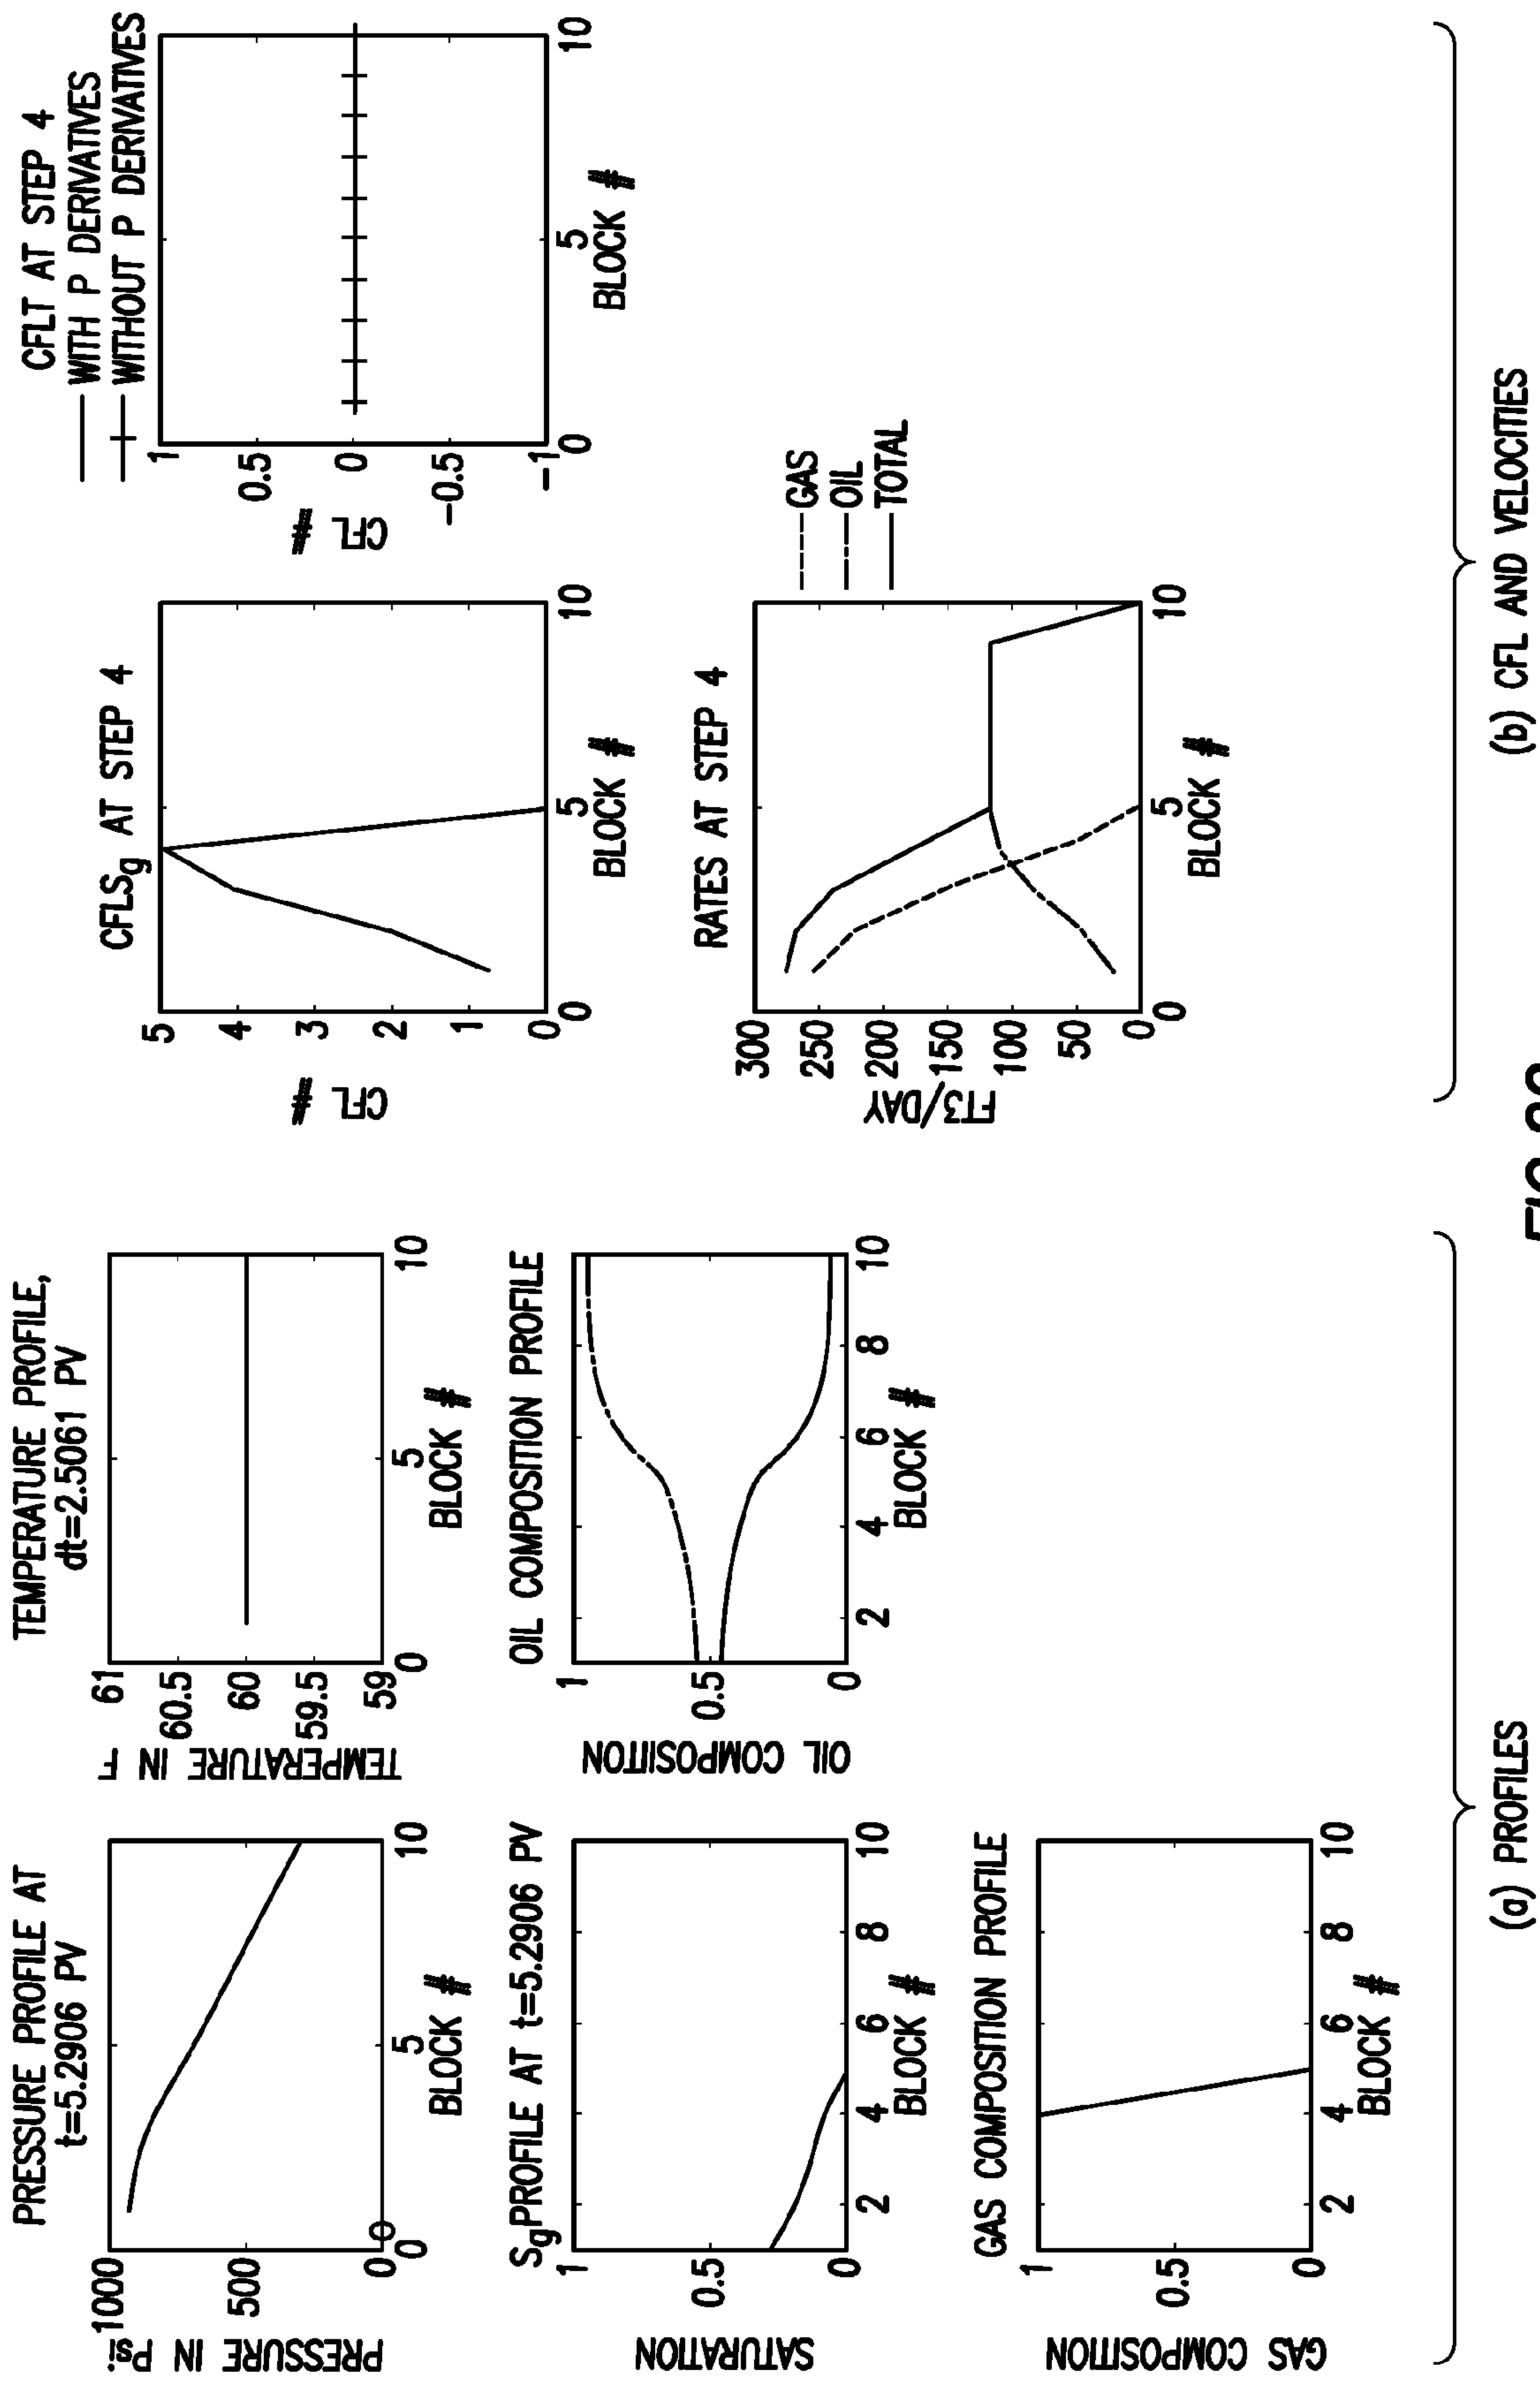 PRESSURE PROFILE AT
t=5.2906 PV
PRESSURE IN Psi.
1000
500
0
0
5
10
BLOCK #
TEMPERATURE PROFILE,
dt=2.5061 PV
TEMPERATURE IN F
61
60.5
60
59.5
59
0
5
10
BLOCK #
SgPROFILE AT t=5.2906 PV
SATURATION
1
0.5
0
2
4
6
8
10
BLOCK #
OIL COMPOSITION PROFILE
OIL COMPOSITION
1
0.5
0
2
4
6
8
10
BLOCK #
GAS COMPOSITION PROFILE
GAS COMPOSITION
1
0.5
0
2
4
6
8
10
BLOCK #
(a) PROFILES
CFLSg AT STEP 4
CFL #
5
4
3
2
1
0
0
5
10
BLOCK #
CFLT AT STEP 4
WITH P DERIVATIVES
WITHOUT P DERIVATIVES
CFL #
1
0.5
0
-0.5
-1
0
5
10
BLOCK #
RATES AT STEP 4
FT3/DAY
300
250
200
150
100
50
0
0
5
10
BLOCK #
GAS
OIL
TOTAL
(b) CFL AND VELOCITIES